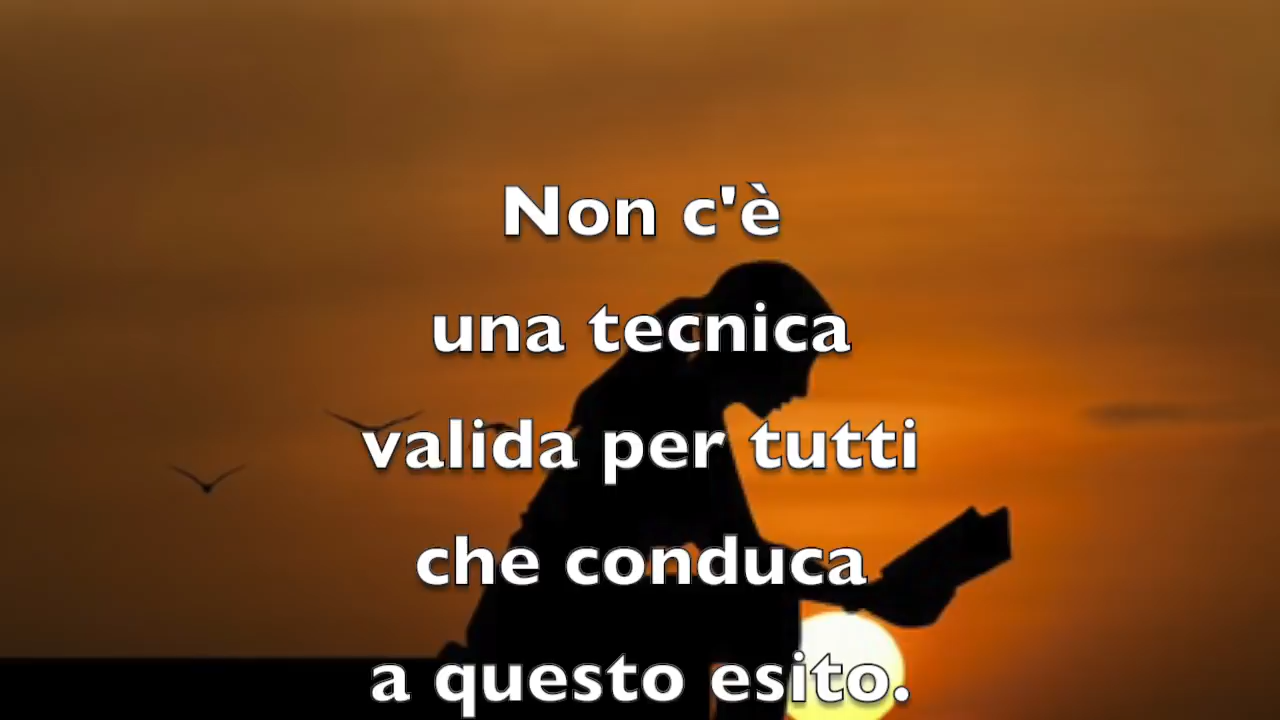 Non c'è
una tecnica
valida per tutti
che conduca
a questo esito.